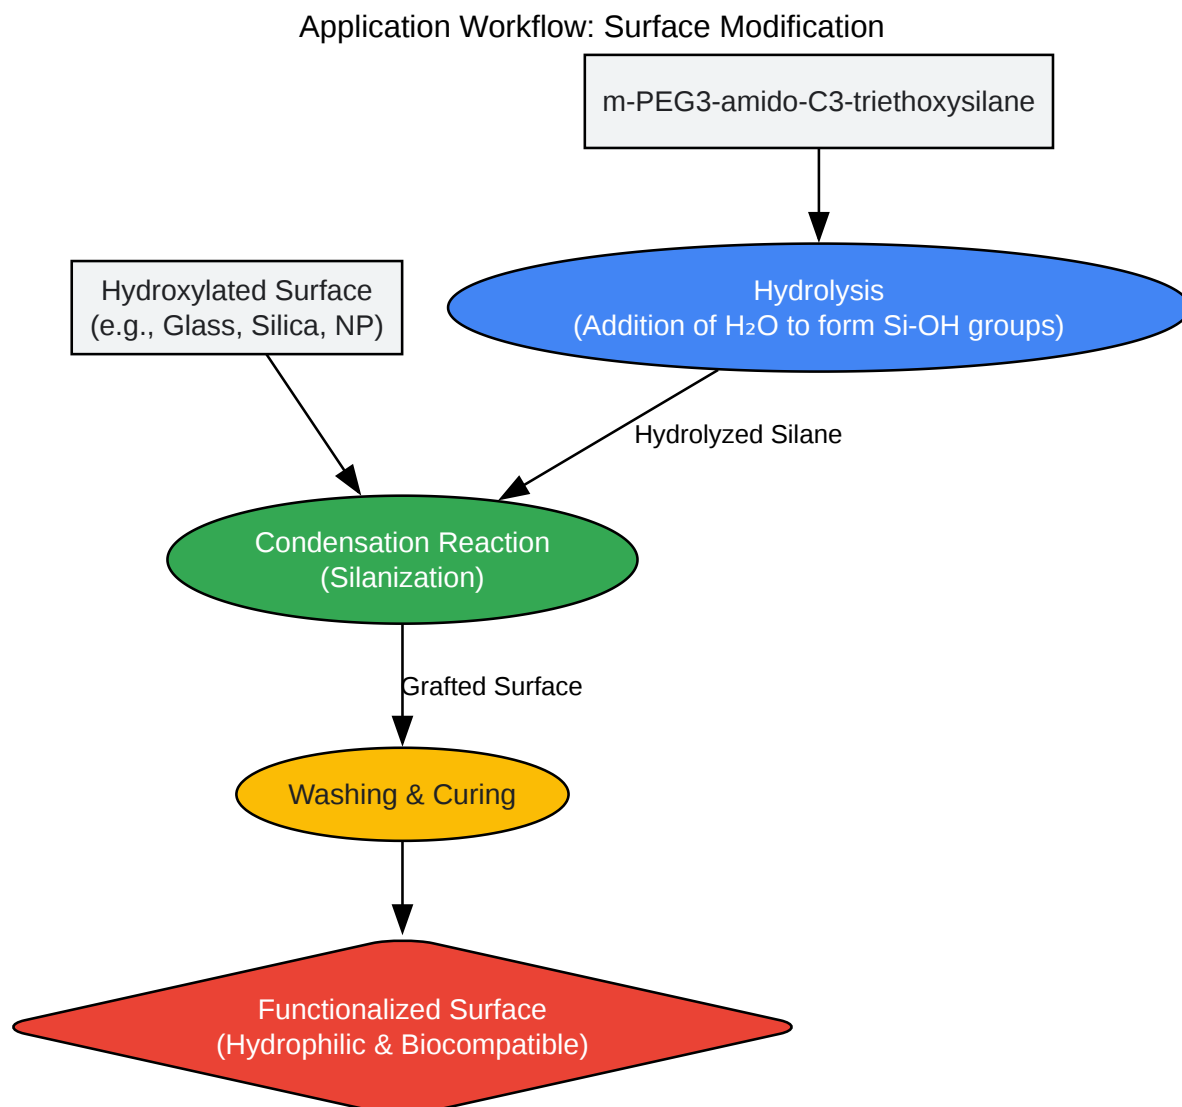 Application Workflow: Surface Modification
m-PEG3-amido-C3-triethoxysilane
Hydroxylated Surface
(e.g., Glass, Silica, NP)
Hydrolysis
(Addition of H₂O to form Si-OH groups)
Hydrolyzed Silane
Condensation Reaction
(Silanization)
Grafted Surface
Washing & Curing
Functionalized Surface
(Hydrophilic & Biocompatible)